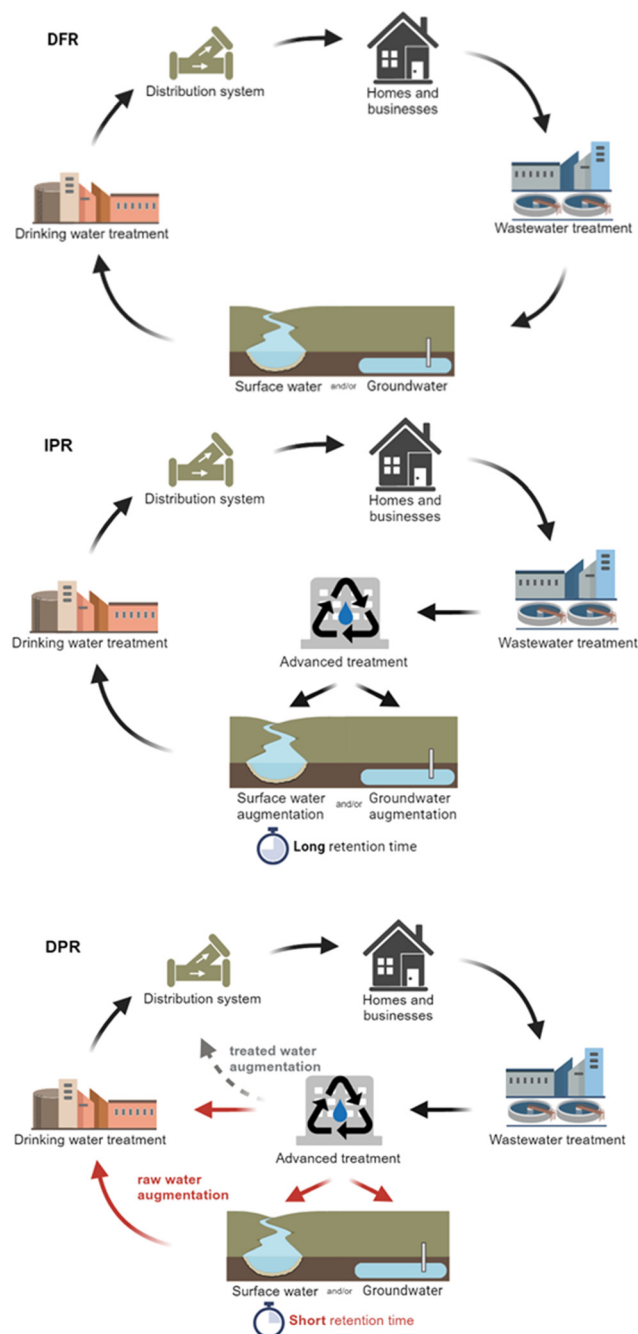 DFR
Distribution system
Homes and
businesses
Drinking water treatment
Wastewater treatment
Surface water and/or Groundwater
IPR
Distribution system
Homes and
businesses
Drinking water treatment
Advanced treatment
Wastewater treatment
Surface water and/or Groundwater
augmentation augmentation
Long retention time
DPR
Distribution system
Homes and
businesses
treated water
augmentation
Drinking water treatment
Advanced treatment
Wastewater treatment
raw water
augmentation
Surface water and/or Groundwater
Short retention time